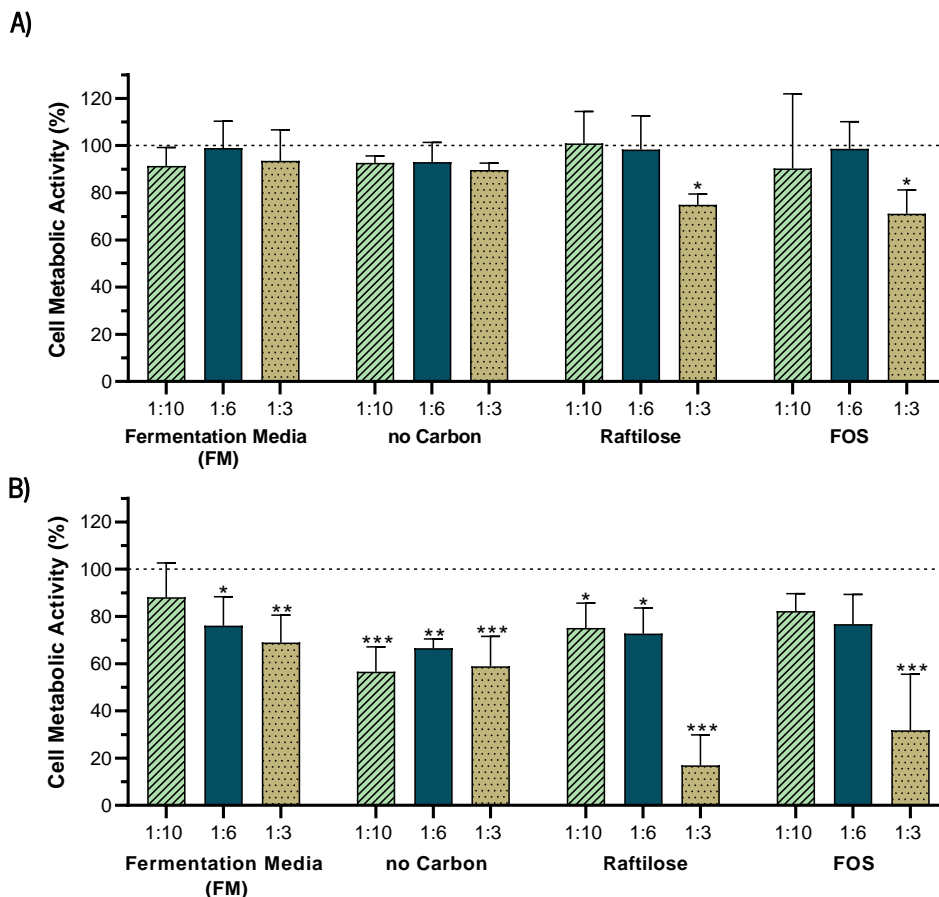 A)
Cell Metabolic Activity (%)
120
100
80
60
40
20
0
* *
1:10 1:6 1:3 1:10 1:6 1:3 1:10 1:6 1:3 1:10 1:6 1:3
Fermentation Media no Carbon Raftilose FOS
(FM)
B)
Cell Metabolic Activity (%)
120
100
80
60
40
20
0
* ** *** ** *** * * *** ***
1:10 1:6 1:3 1:10 1:6 1:3 1:10 1:6 1:3 1:10 1:6 1:3
Fermentation Media no Carbon Raftilose FOS
(FM)